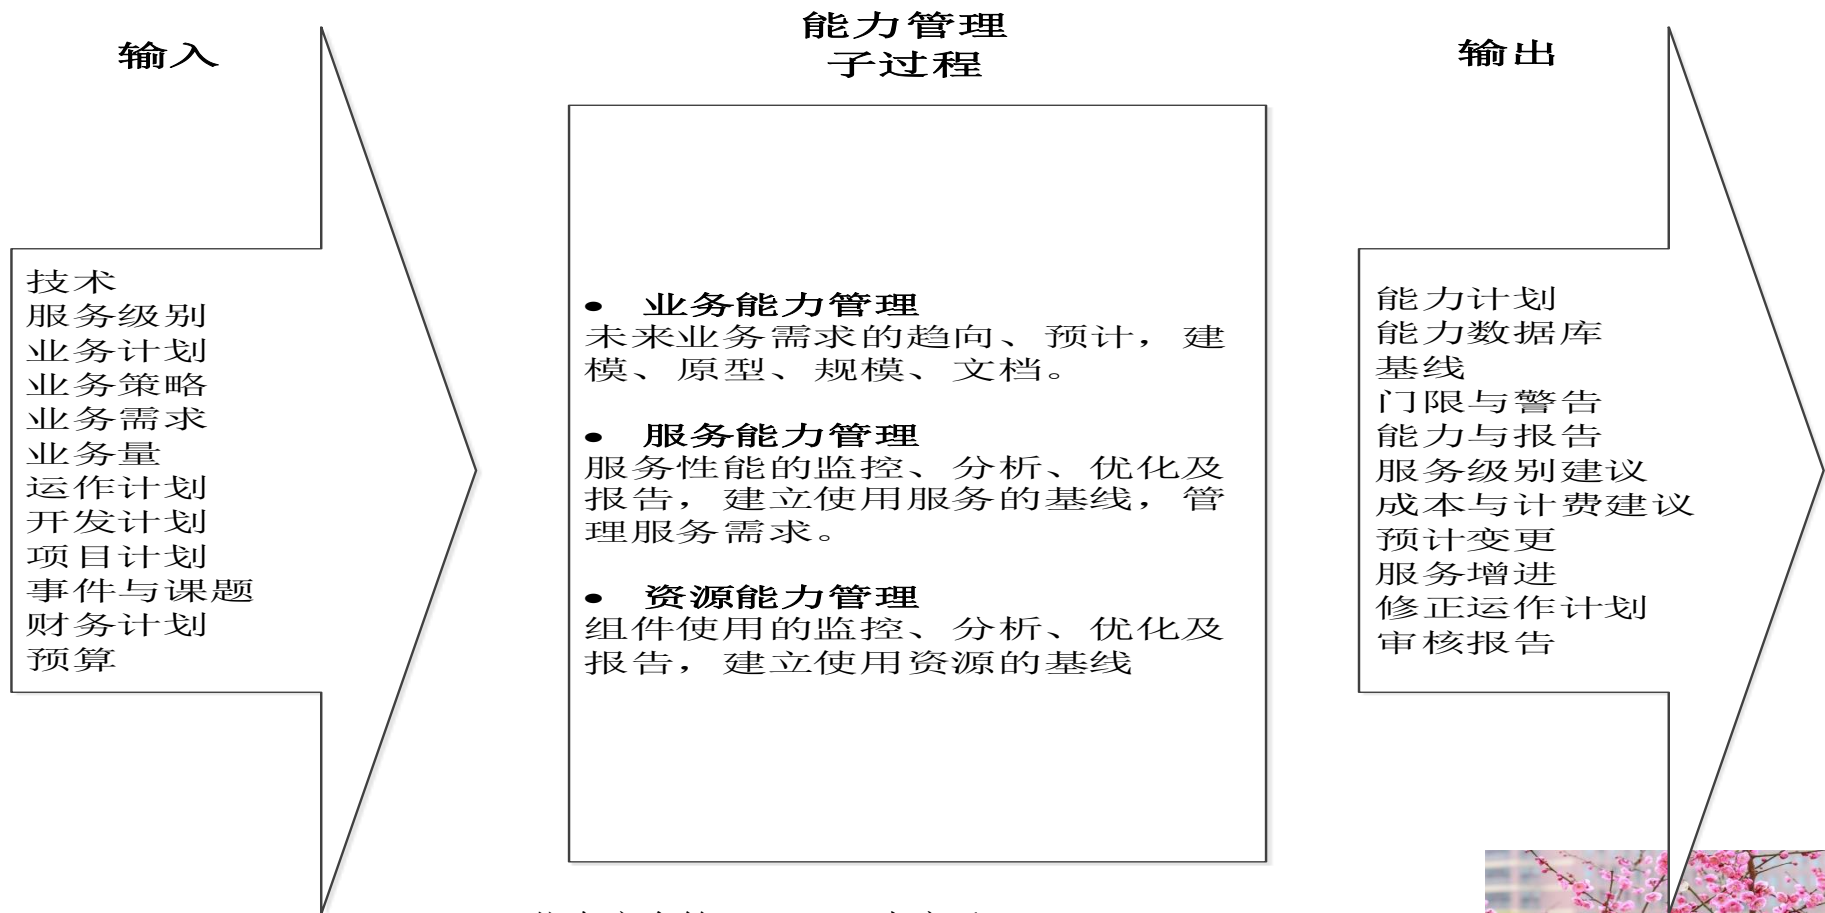 输入
技术
服务级别
业务计划
业务策略
业务需求
业务量
运作计划
开发计划
项目计划
事件与课题
财务计划
预算
能力管理
子过程
• 业务能力管理
未来业务需求的趋向、预计，建
模、原型、规模、文档。
• 服务能力管理
服务性能的监控、分析、优化及
报告，建立使用服务的基线，管
理服务需求。
• 资源能力管理
组件使用的监控、分析、优化及
报告，建立使用资源的基线
输出
能力计划
能力数据库
基线
门限与警告
能力与报告
服务级别建议
成本与计费建议
预计变更
服务增进
修正运作计划
审核报告